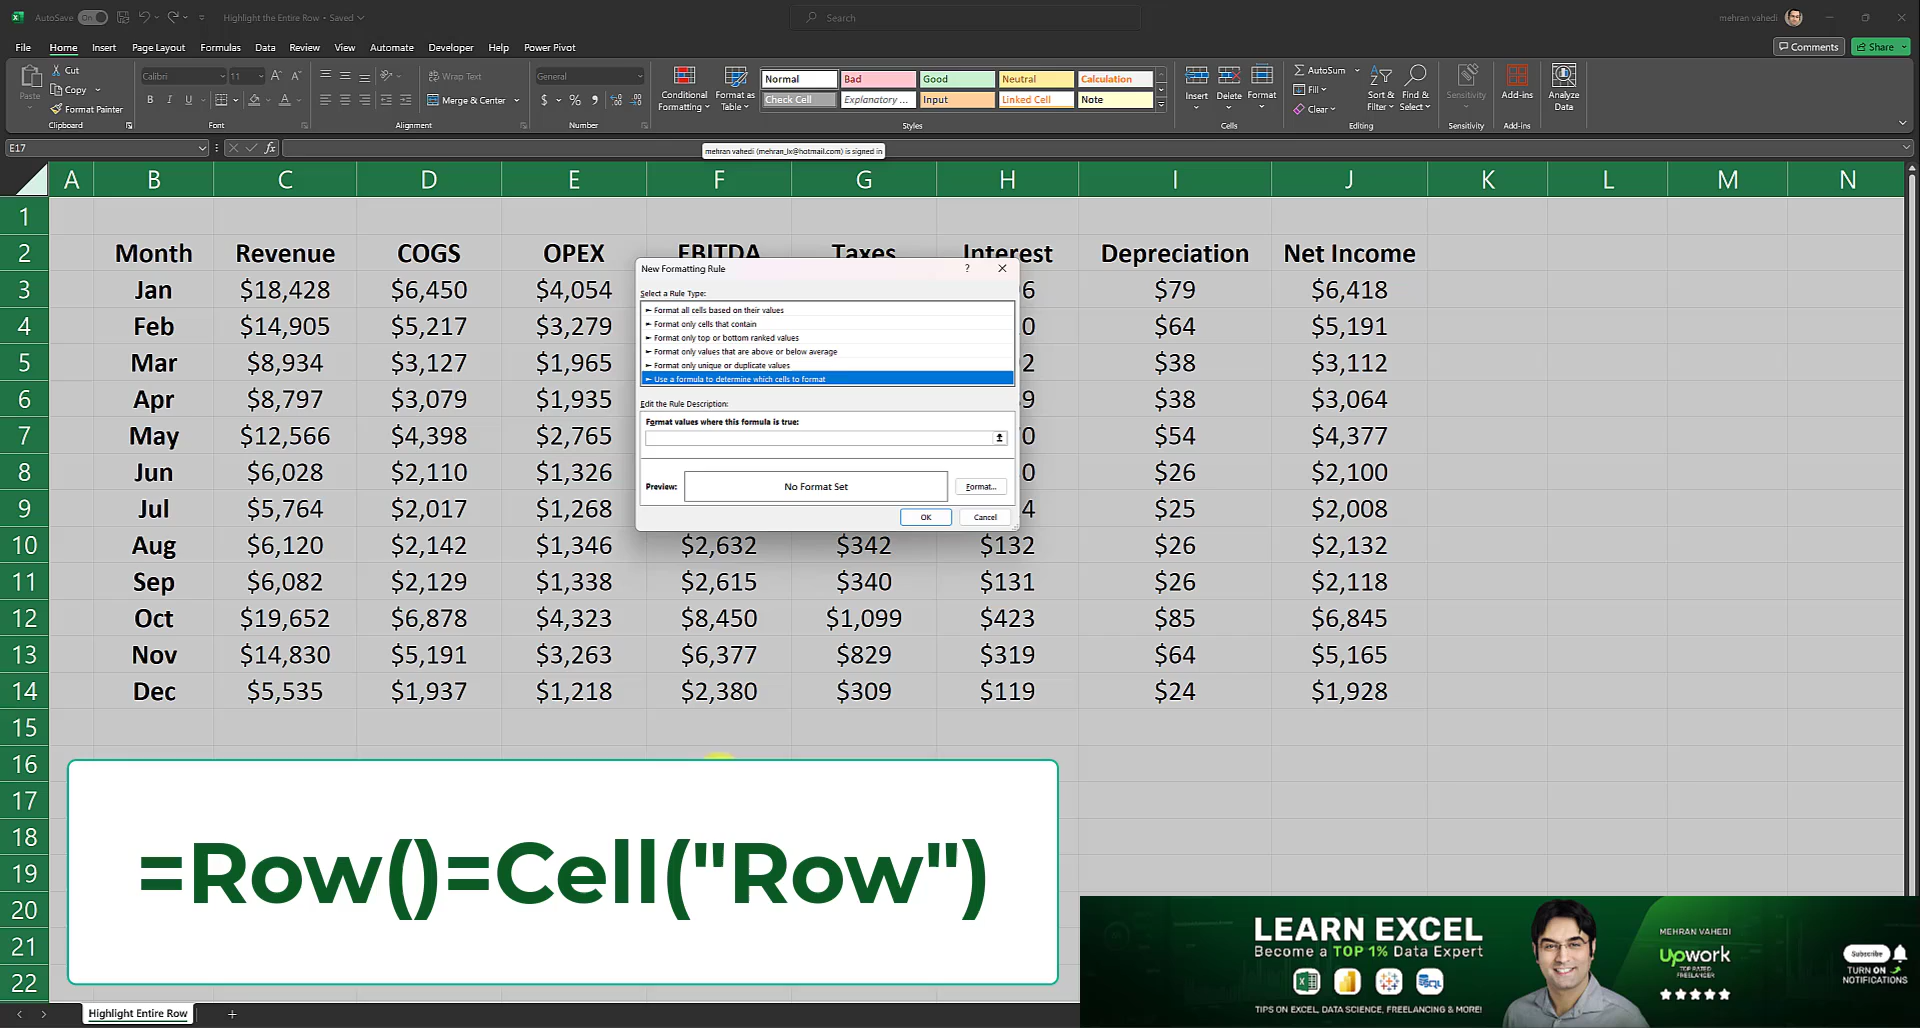 AutoSave On Highlight the Entire Row • Saved Search mehran vahedi
File Home Insert Page Layout Formulas Data Review View Automate Developer Help Power Pivot Comments Share
Paste Cut Copy Format Painter Clipboard
Calibri 11 B I U Font
Wrap Text Merge & Center Alignment
General $ % Number
Conditional Formatting Format as Table
Normal Bad Good Neutral Calculation
Check Cell Explanatory ... Input Linked Cell Note
Styles
Insert Delete Format Cells
AutoSum Fill Clear Sort & Filter Find & Select Editing
Sensitivity Sensitivity
Add-ins Add-ins
Analyze Data
E17 fx
mehran vahedi (mehran_lx@hotmail.com) is signed in
A B C D E F G H I J K L M N
1
2 Month Revenue COGS OPEX EBITDA Taxes Interest Depreciation Net Income
3 Jan $18,428 $6,450 $4,054 6 $79 $6,418
4 Feb $14,905 $5,217 $3,279 0 $64 $5,191
5 Mar $8,934 $3,127 $1,965 2 $38 $3,112
6 Apr $8,797 $3,079 $1,935 9 $38 $3,064
7 May $12,566 $4,398 $2,765 0 $54 $4,377
8 Jun $6,028 $2,110 $1,326 0 $26 $2,100
9 Jul $5,764 $2,017 $1,268 4 $25 $2,008
10 Aug $6,120 $2,142 $1,346 $2,632 $342 $132 $26 $2,132
11 Sep $6,082 $2,129 $1,338 $2,615 $340 $131 $26 $2,118
12 Oct $19,652 $6,878 $4,323 $8,450 $1,099 $423 $85 $6,845
13 Nov $14,830 $5,191 $3,263 $6,377 $829 $319 $64 $5,165
14 Dec $5,535 $1,937 $1,218 $2,380 $309 $119 $24 $1,928
15
16
17
18
19
20
21
22
New Formatting Rule ?
Select a Rule Type:
► Format all cells based on their values
► Format only cells that contain
► Format only top or bottom ranked values
► Format only values that are above or below average
► Format only unique or duplicate values
► Use a formula to determine which cells to format
Edit the Rule Description:
Format values where this formula is true:
Preview: No Format Set Format...
OK Cancel
=Row()=Cell("Row")
LEARN EXCEL
Become a TOP 1% Data Expert
SQL
TIPS ON EXCEL, DATA SCIENCE, FREELANCING & MORE!
MEHRAN VAHEDI
Upwork
TOP RATED
FREELANCER
Subscribe
TURN ON
NOTIFICATIONS
Highlight Entire Row